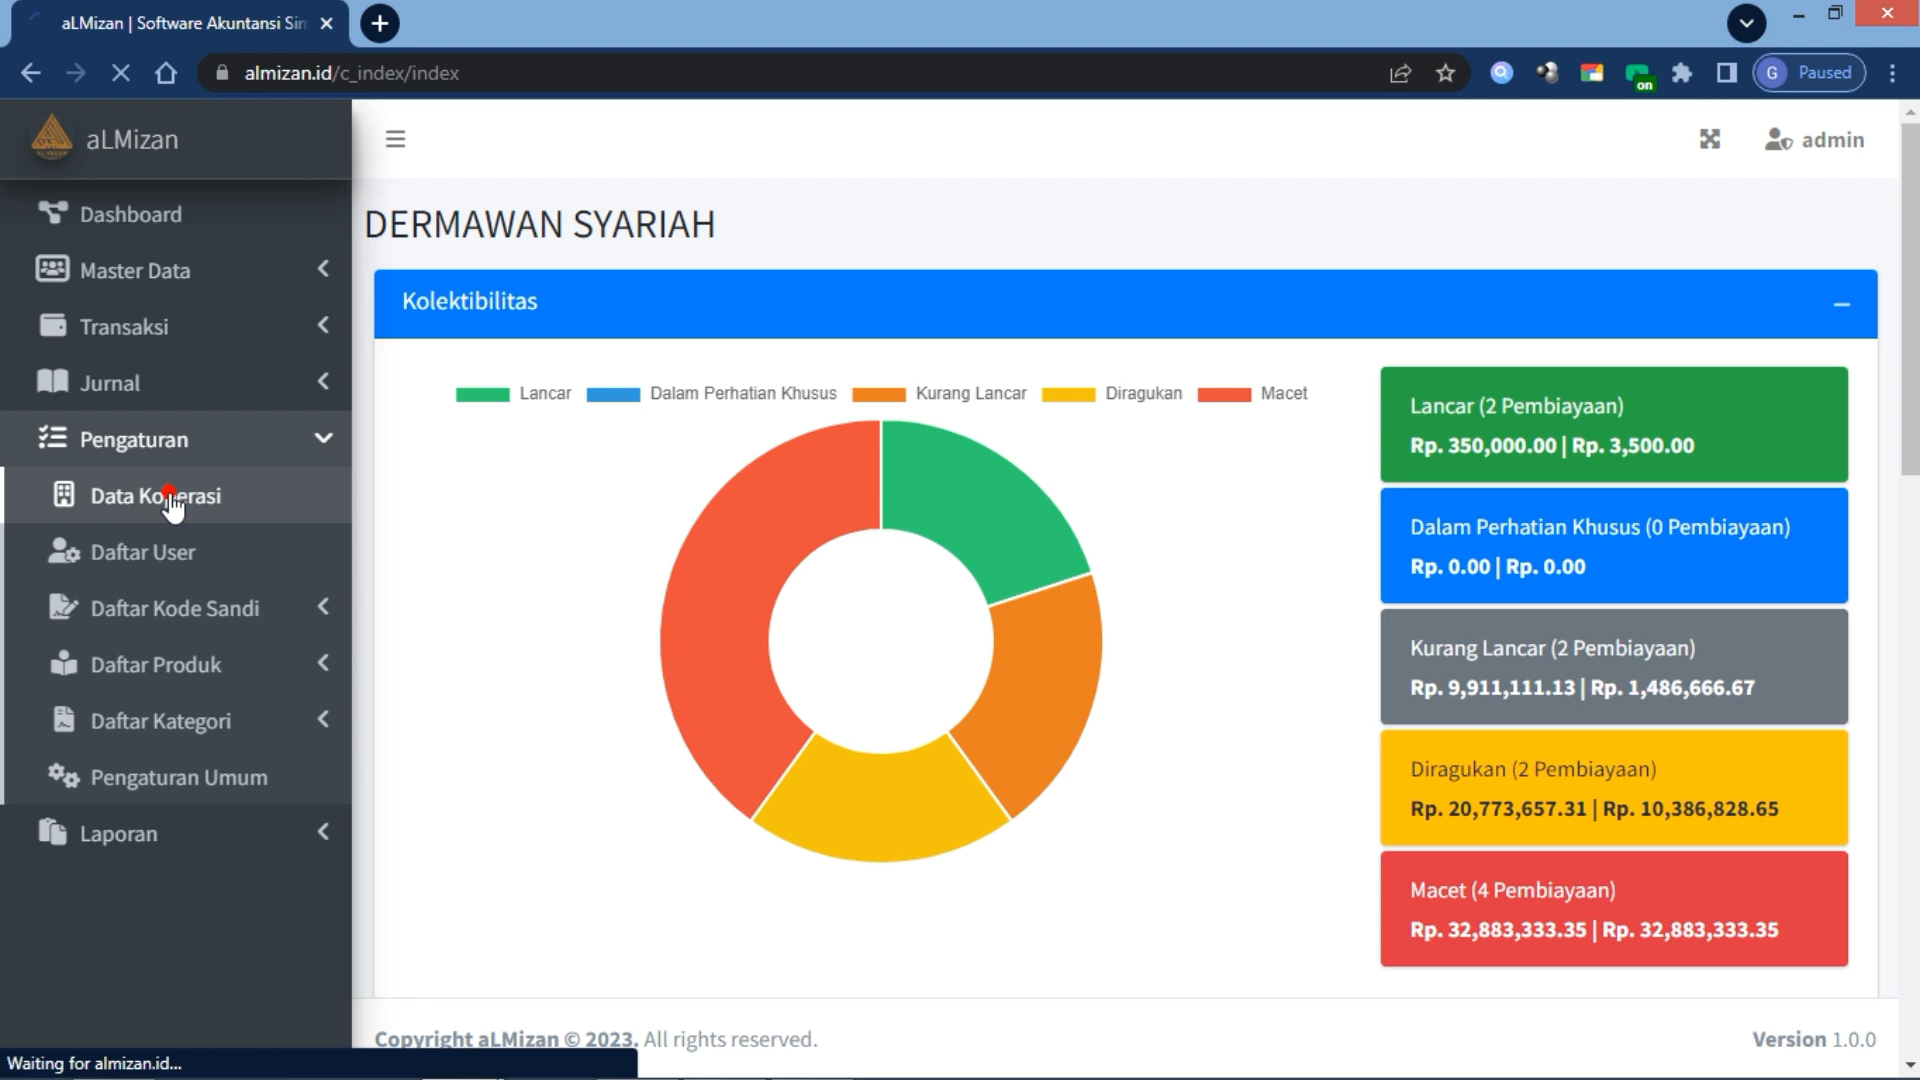 aLMizan | Software Akuntansi Sim
almizan.id/c_index/index
on
G Paused
aLMizan
admin
Dashboard
Master Data
Transaksi
Jurnal
Pengaturan
Data Koperasi
Daftar User
Daftar Kode Sandi
Daftar Produk
Daftar Kategori
Pengaturan Umum
Laporan
DERMAWAN SYARIAH
Kolektibilitas
Lancar Dalam Perhatian Khusus Kurang Lancar Diragukan Macet
Lancar (2 Pembiayaan)
Rp. 350,000.00 | Rp. 3,500.00
Dalam Perhatian Khusus (0 Pembiayaan)
Rp. 0.00 | Rp. 0.00
Kurang Lancar (2 Pembiayaan)
Rp. 9,911,111.13 | Rp. 1,486,666.67
Diragukan (2 Pembiayaan)
Rp. 20,773,657.31 | Rp. 10,386,828.65
Macet (4 Pembiayaan)
Rp. 32,883,333.35 | Rp. 32,883,333.35
Copyright aLMizan © 2023. All rights reserved.
Version 1.0.0
Waiting for almizan.id...